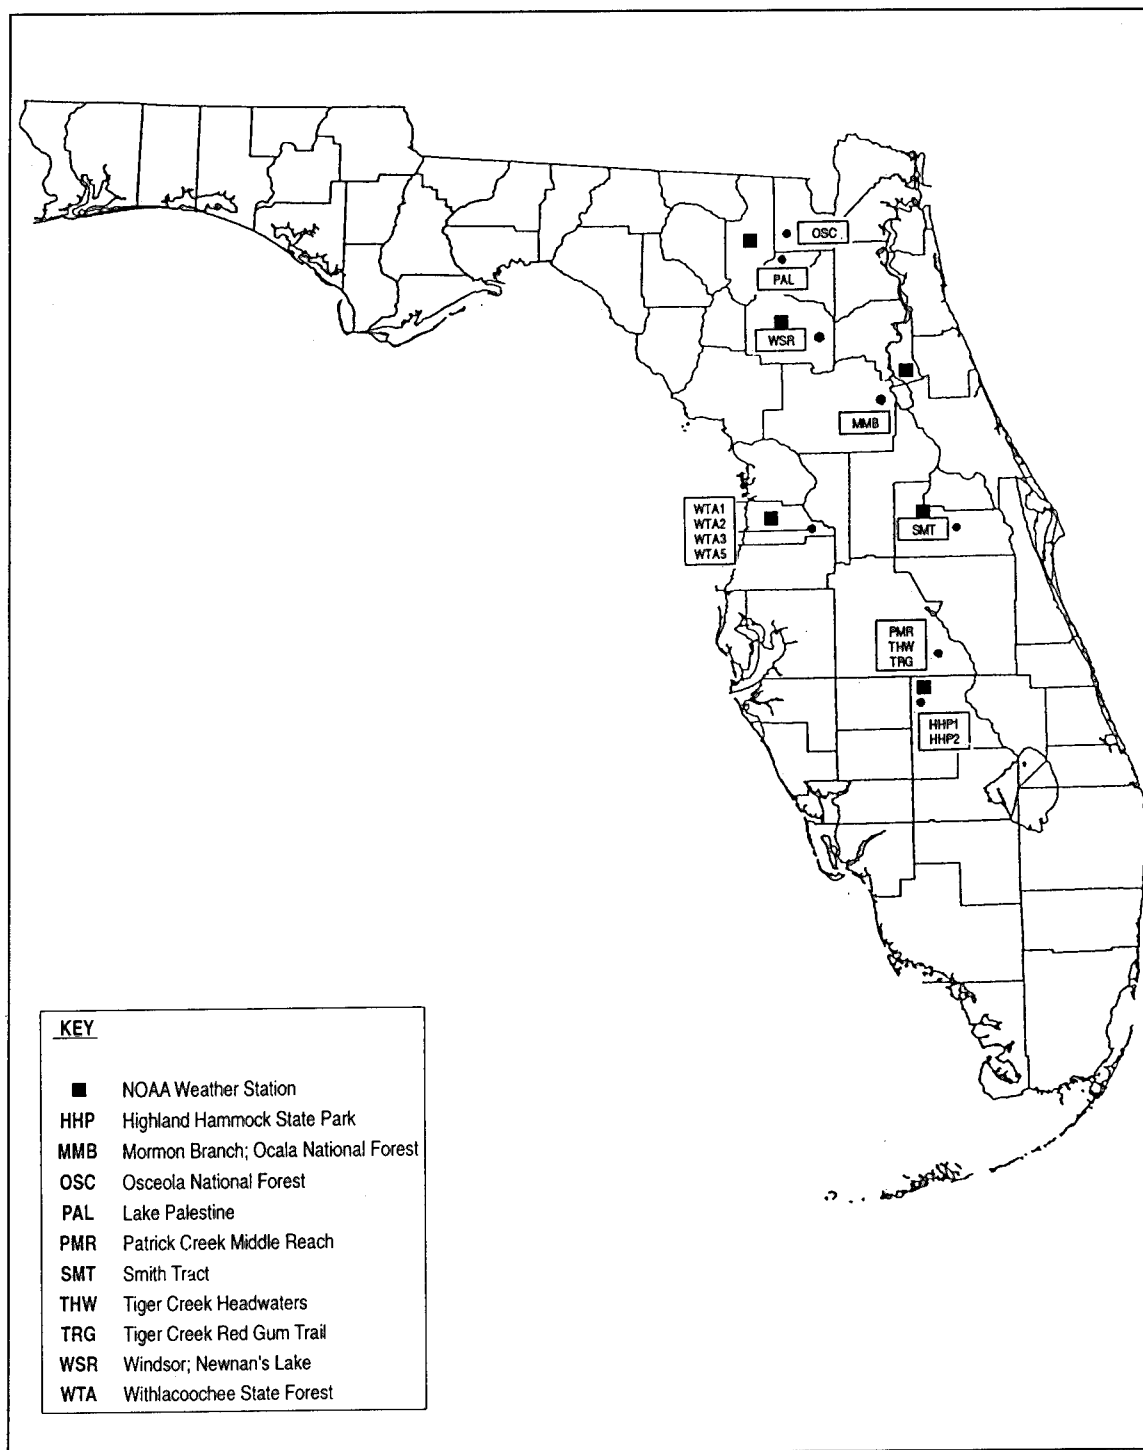 OSC
PAL
WSR
MMB
WTA1
WTA2
WTA3
WTA5
SMT
PMR
THW
TRG
HHP1
HHP2
KEY
■ NOAA Weather Station
HHP Highland Hammock State Park
MMB Mormon Branch; Ocala National Forest
OSC Osceola National Forest
PAL Lake Palestine
PMR Patrick Creek Middle Reach
SMT Smith Tract
THW Tiger Creek Headwaters
TRG Tiger Creek Red Gum Trail
WSR Windsor; Newnan's Lake
WTA Withlacoochee State Forest